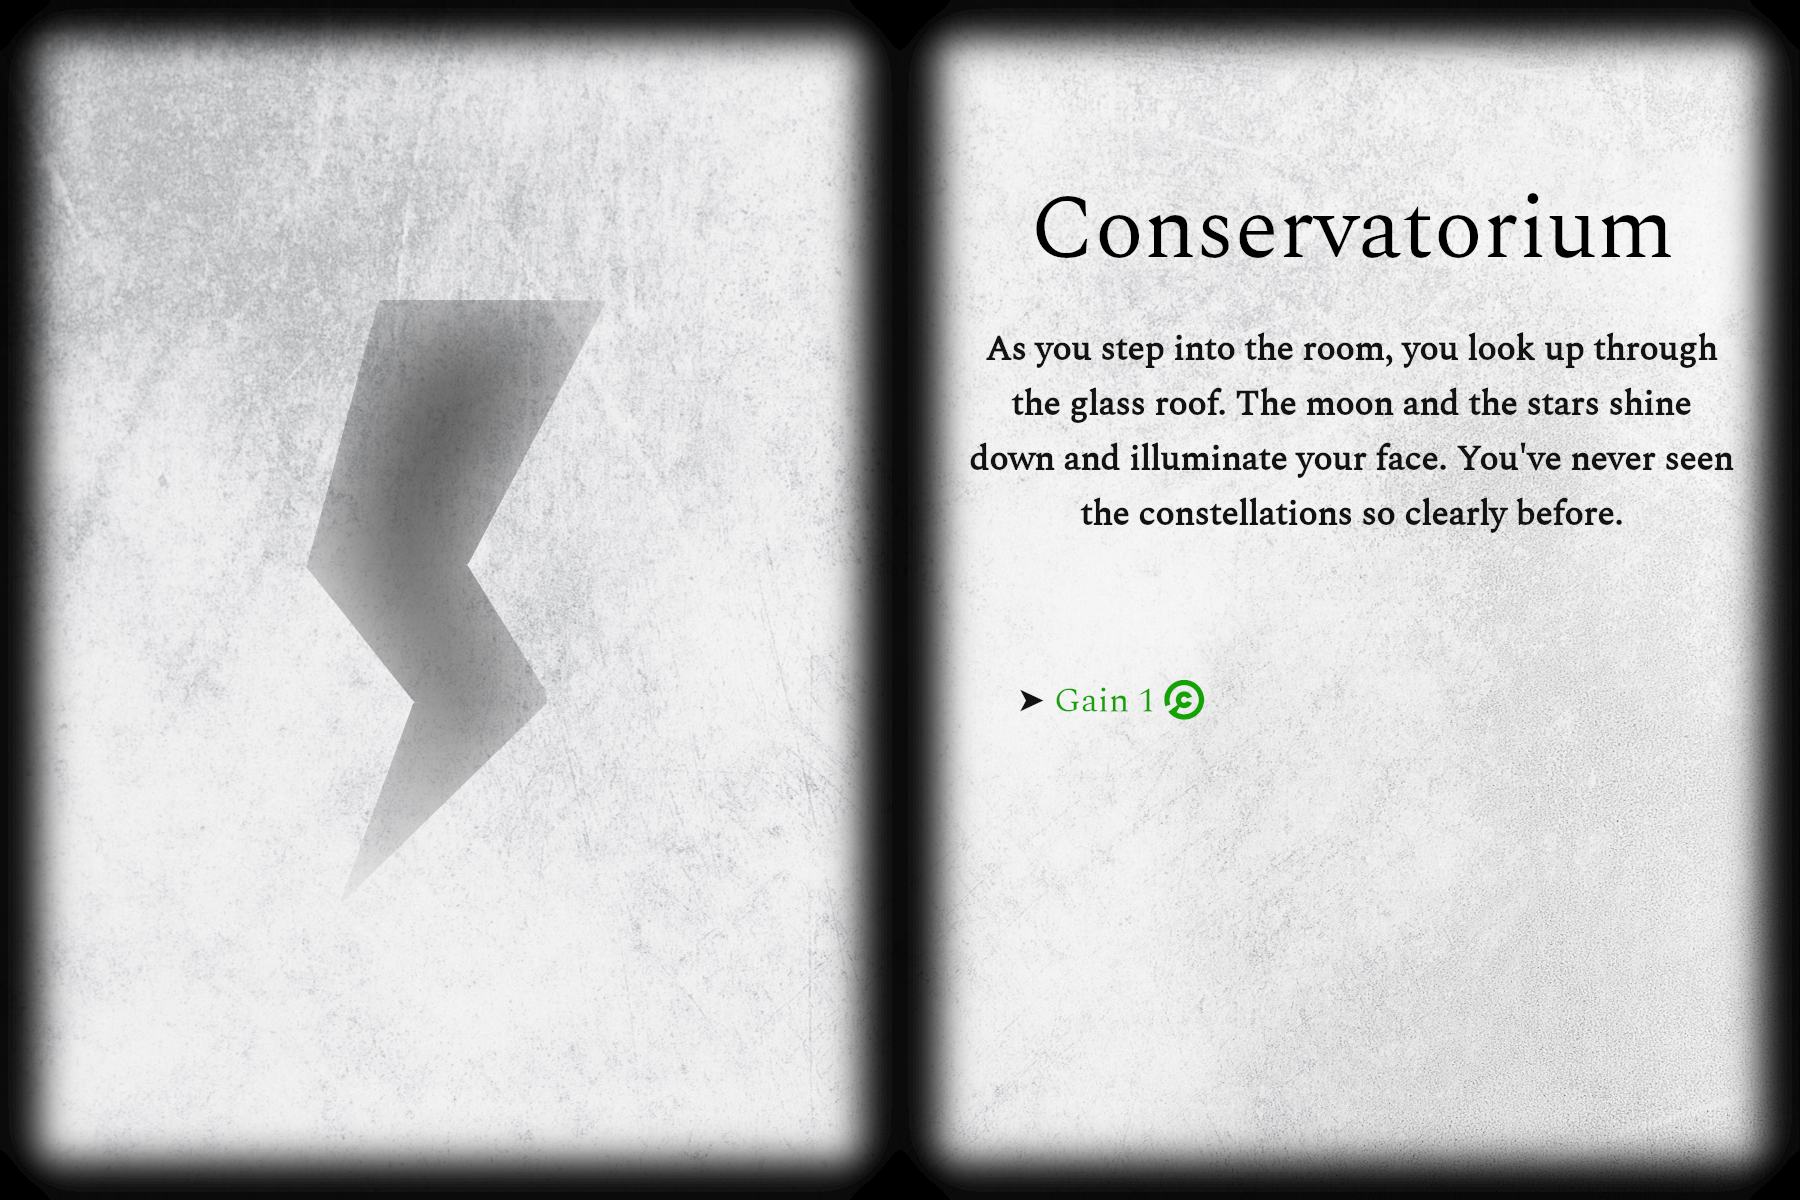 Conservatorium
As you step into the room, you look up through
the glass roof. The moon and the stars shine
down and illuminate your face. You've never seen
the constellations so clearly before.
➤ Gain 1